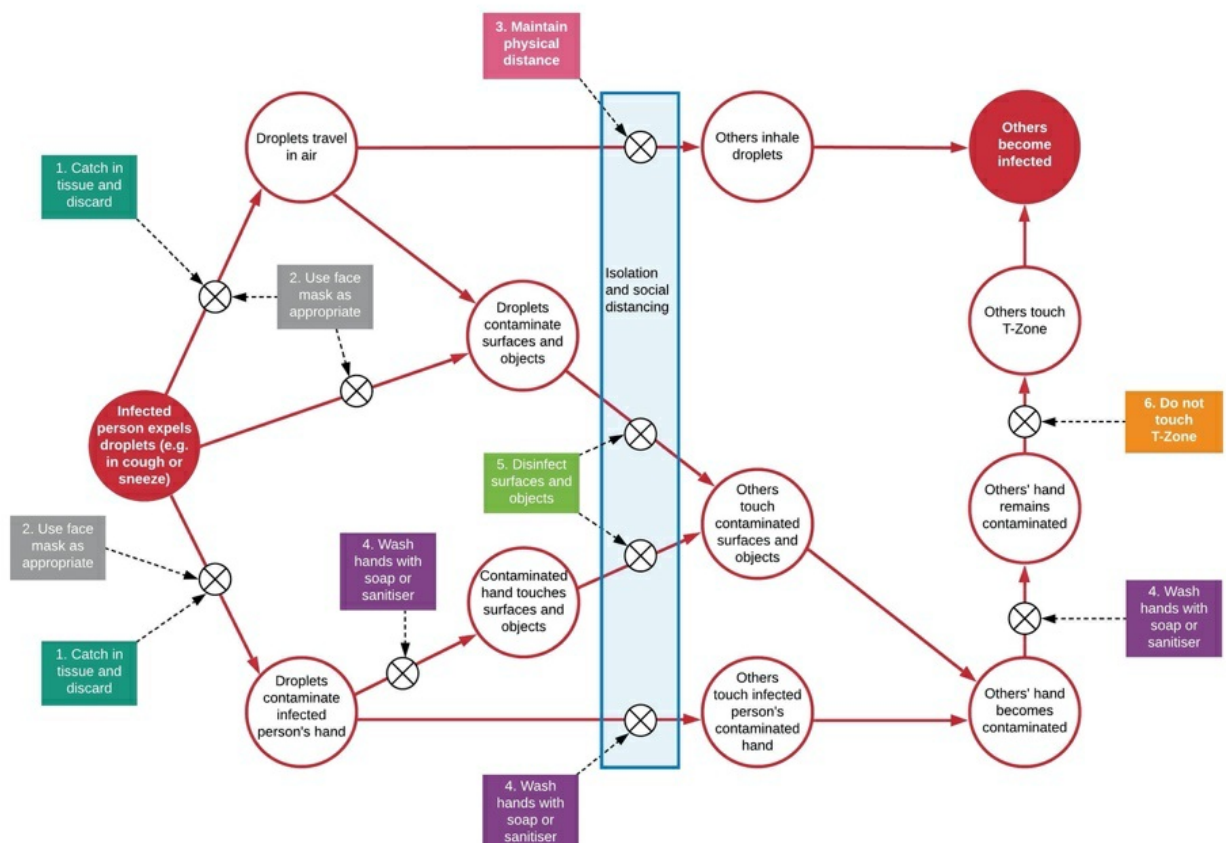 3. Maintain
physical
distance
Droplets travel
in air
Others inhale
droplets
Others
become
infected
1. Catch in
tissue and
discard
2. Use face
mask as
appropriate
Isolation
and social
distancing
Droplets
contaminate
surfaces and
objects
Others touch
T-Zone
Infected
person expels
droplets (e.g.
in cough or
sneeze)
6. Do not
touch
T-Zone
5. Disinfect
surfaces and
objects
Others
touch
contaminated
surfaces and
objects
Others' hand
remains
contaminated
2. Use face
mask as
appropriate
4. Wash
hands with
soap or
sanitiser
Contaminated
hand touches
surfaces and
objects
4. Wash
hands with
soap or
sanitiser
1. Catch in
tissue and
discard
Droplets
contaminate
infected
person's hand
Others
touch infected
person's
contaminated
hand
Others' hand
becomes
contaminated
4. Wash
hands with
soap or
sanitiser